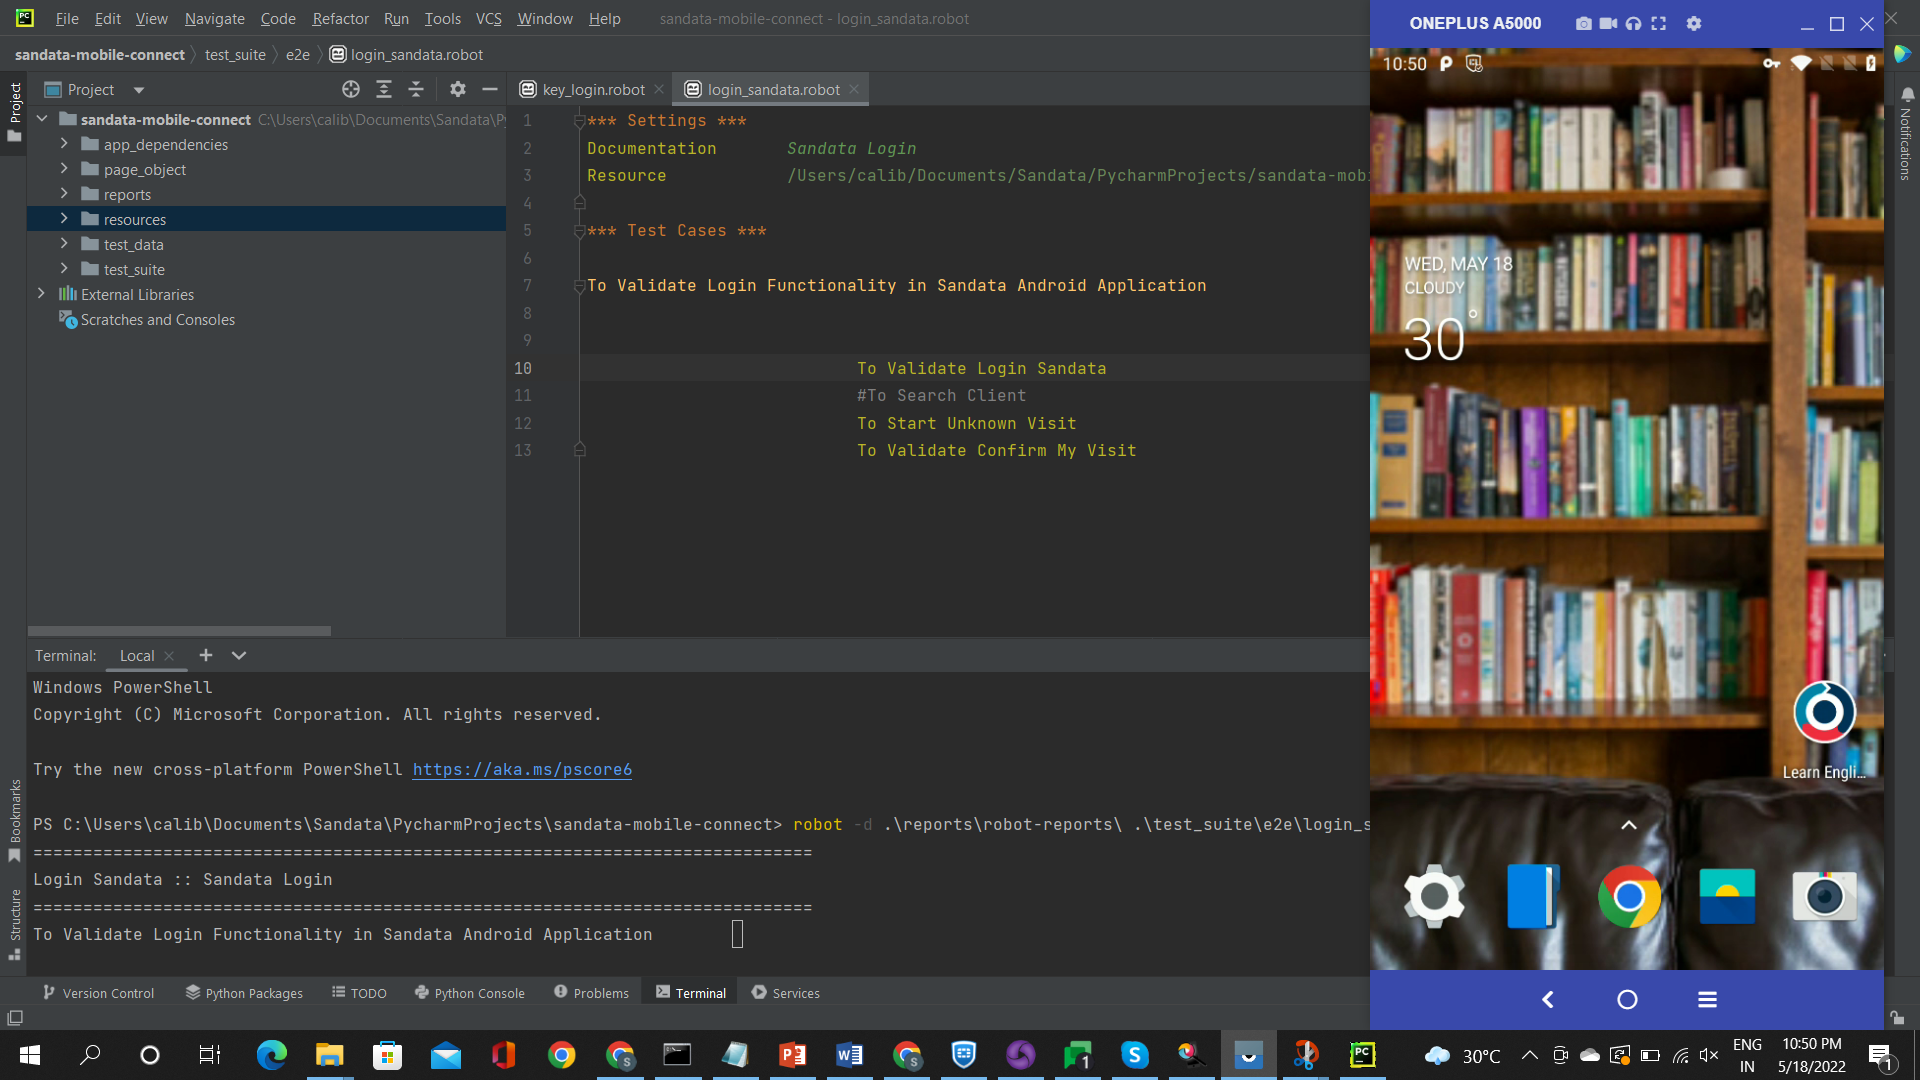 File Edit View Navigate Code Refactor Run Tools VCS Window Help sandata-mobile-connect - login_sandata.robot
sandata-mobile-connect test_suite e2e login_sandata.robot
Project
key_login.robot
login_sandata.robot
sandata-mobile-connect C:\Users\calib\Documents\Sandata\Py
app_dependencies
page_object
reports
resources
test_data
test_suite
External Libraries
Scratches and Consoles
1 *** Settings ***
2 Documentation Sandata Login
3 Resource /Users/calib/Documents/Sandata/PycharmProjects/sandata-mobi
4
5 *** Test Cases ***
6
7 To Validate Login Functionality in Sandata Android Application
8
9
10 To Validate Login Sandata
11 #To Search Client
12 To Start Unknown Visit
13 To Validate Confirm My Visit
Project
Bookmarks
Structure
Notifications
Terminal: Local
Windows PowerShell
Copyright (C) Microsoft Corporation. All rights reserved.
Try the new cross-platform PowerShell https://aka.ms/pscore6
PS C:\Users\calib\Documents\Sandata\PycharmProjects\sandata-mobile-connect> robot -d .\reports\robot-reports\ .\test_suite\e2e\login_s
==============================================================================
Login Sandata :: Sandata Login
==============================================================================
To Validate Login Functionality in Sandata Android Application
Version Control Python Packages TODO Python Console Problems Terminal Services
ONEPLUS A5000
10:50
WED, MAY 18
CLOUDY
30°
Learn Engli...
30°C
ENG
IN
10:50 PM
5/18/2022
1